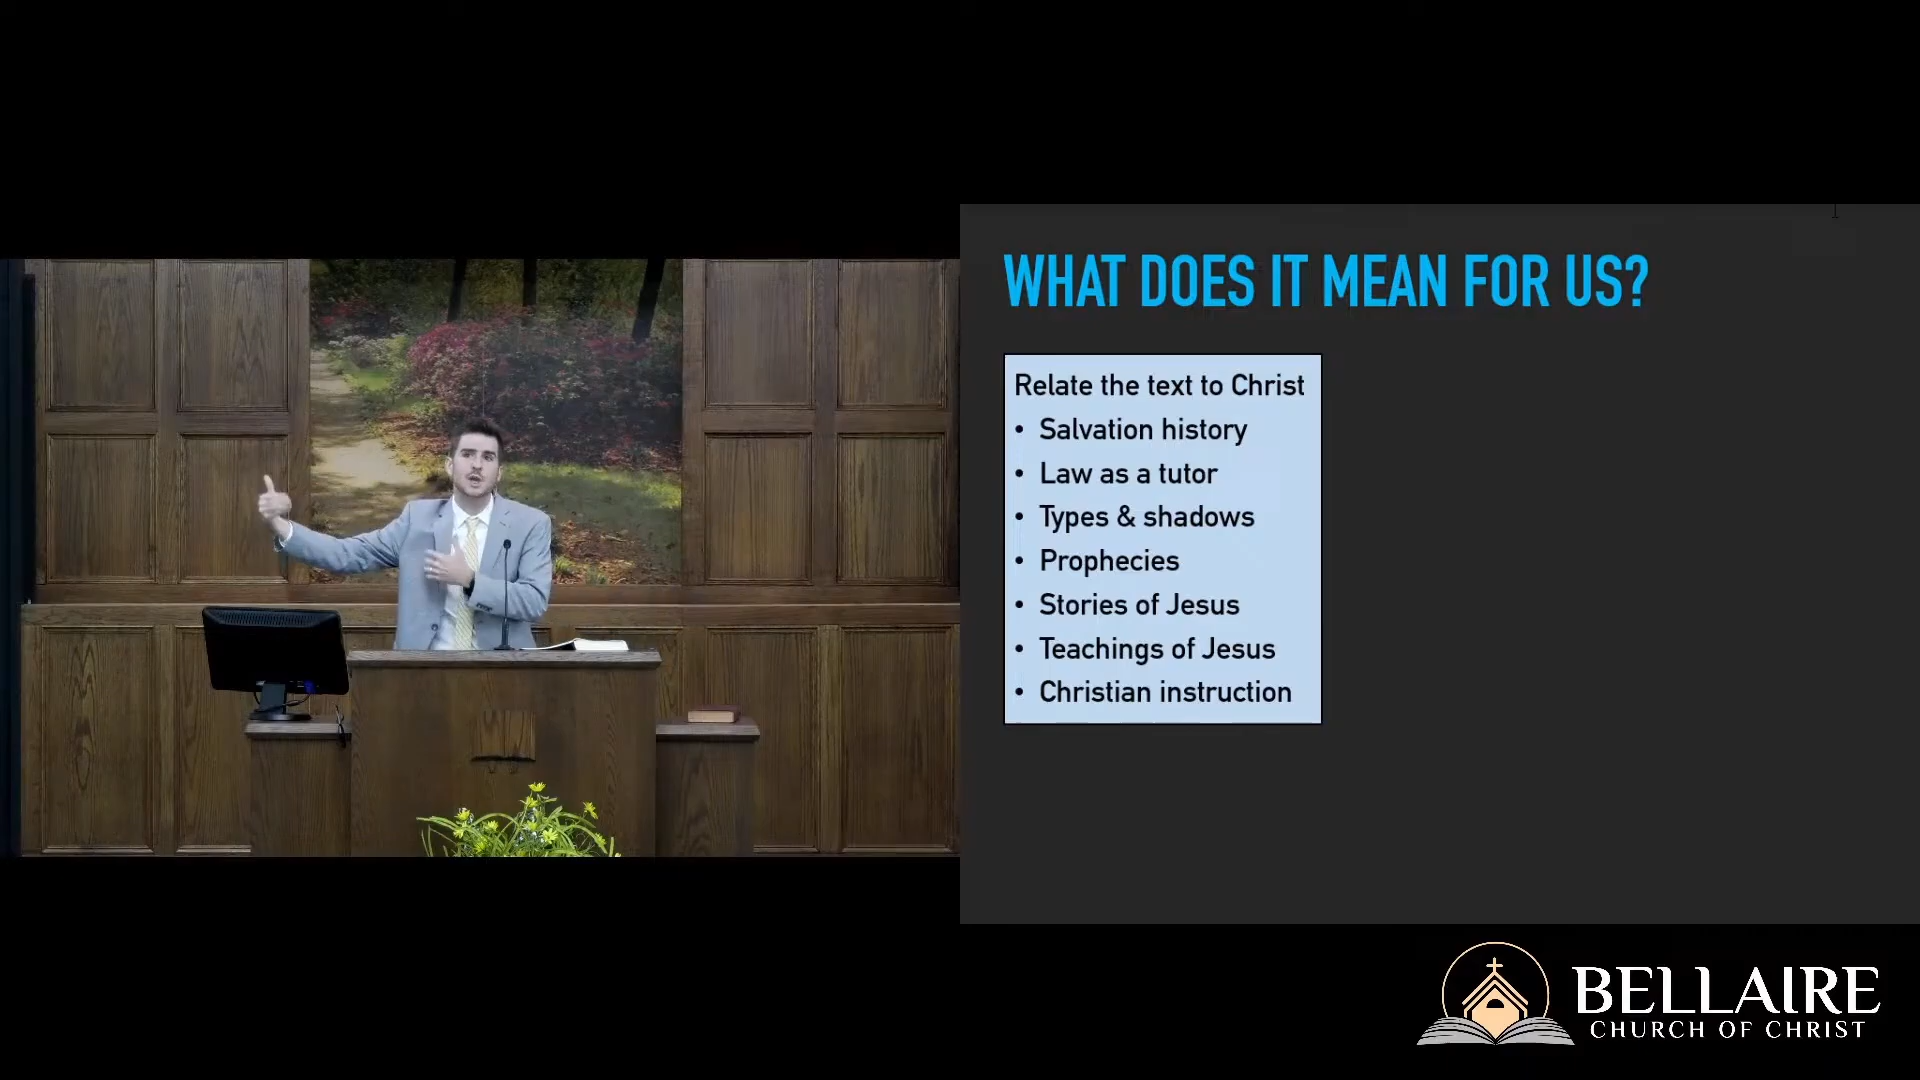 WHAT DOES IT MEAN FOR US?
Relate the text to Christ
• Salvation history
• Law as a tutor
• Types & shadows
• Prophecies
• Stories of Jesus
• Teachings of Jesus
• Christian instruction
BELLAIRE
CHURCH OF CHRIST